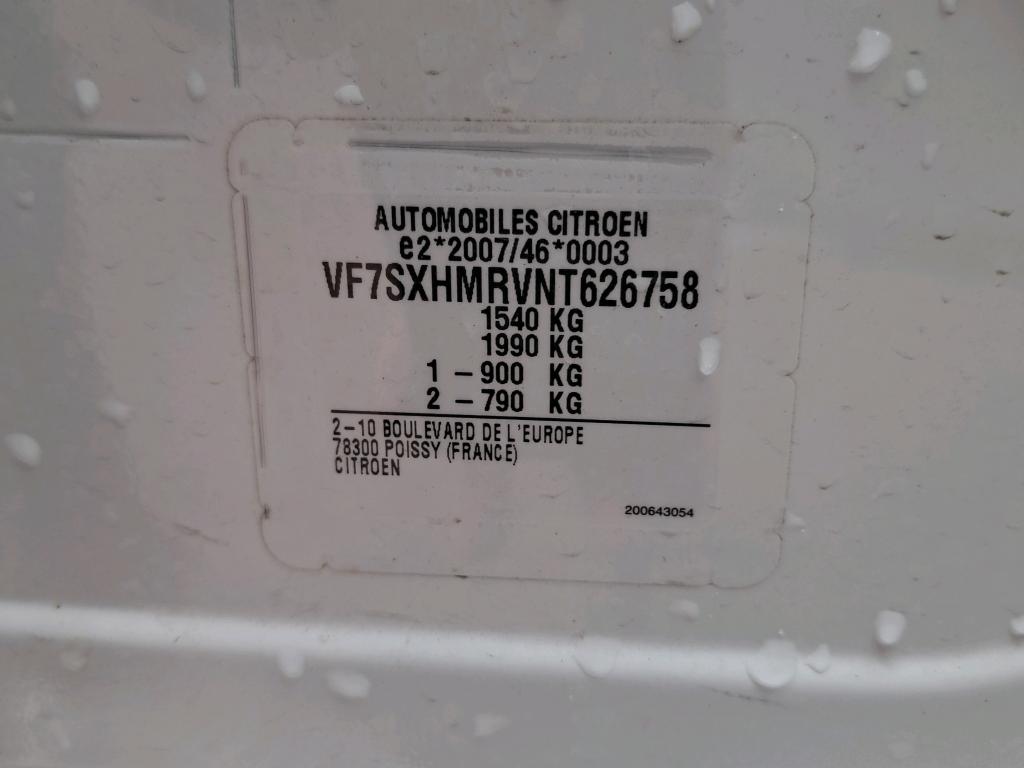 AUTOMOBILES CITROEN
e2*2007/46*0003
VF7SXHMRVNT626758
1540 KG
1990 KG
1 - 900 KG
2 - 790 KG
2-10 BOULEVARD DE L'EUROPE
78300 POISSY (FRANCE)
CITROEN
200643054